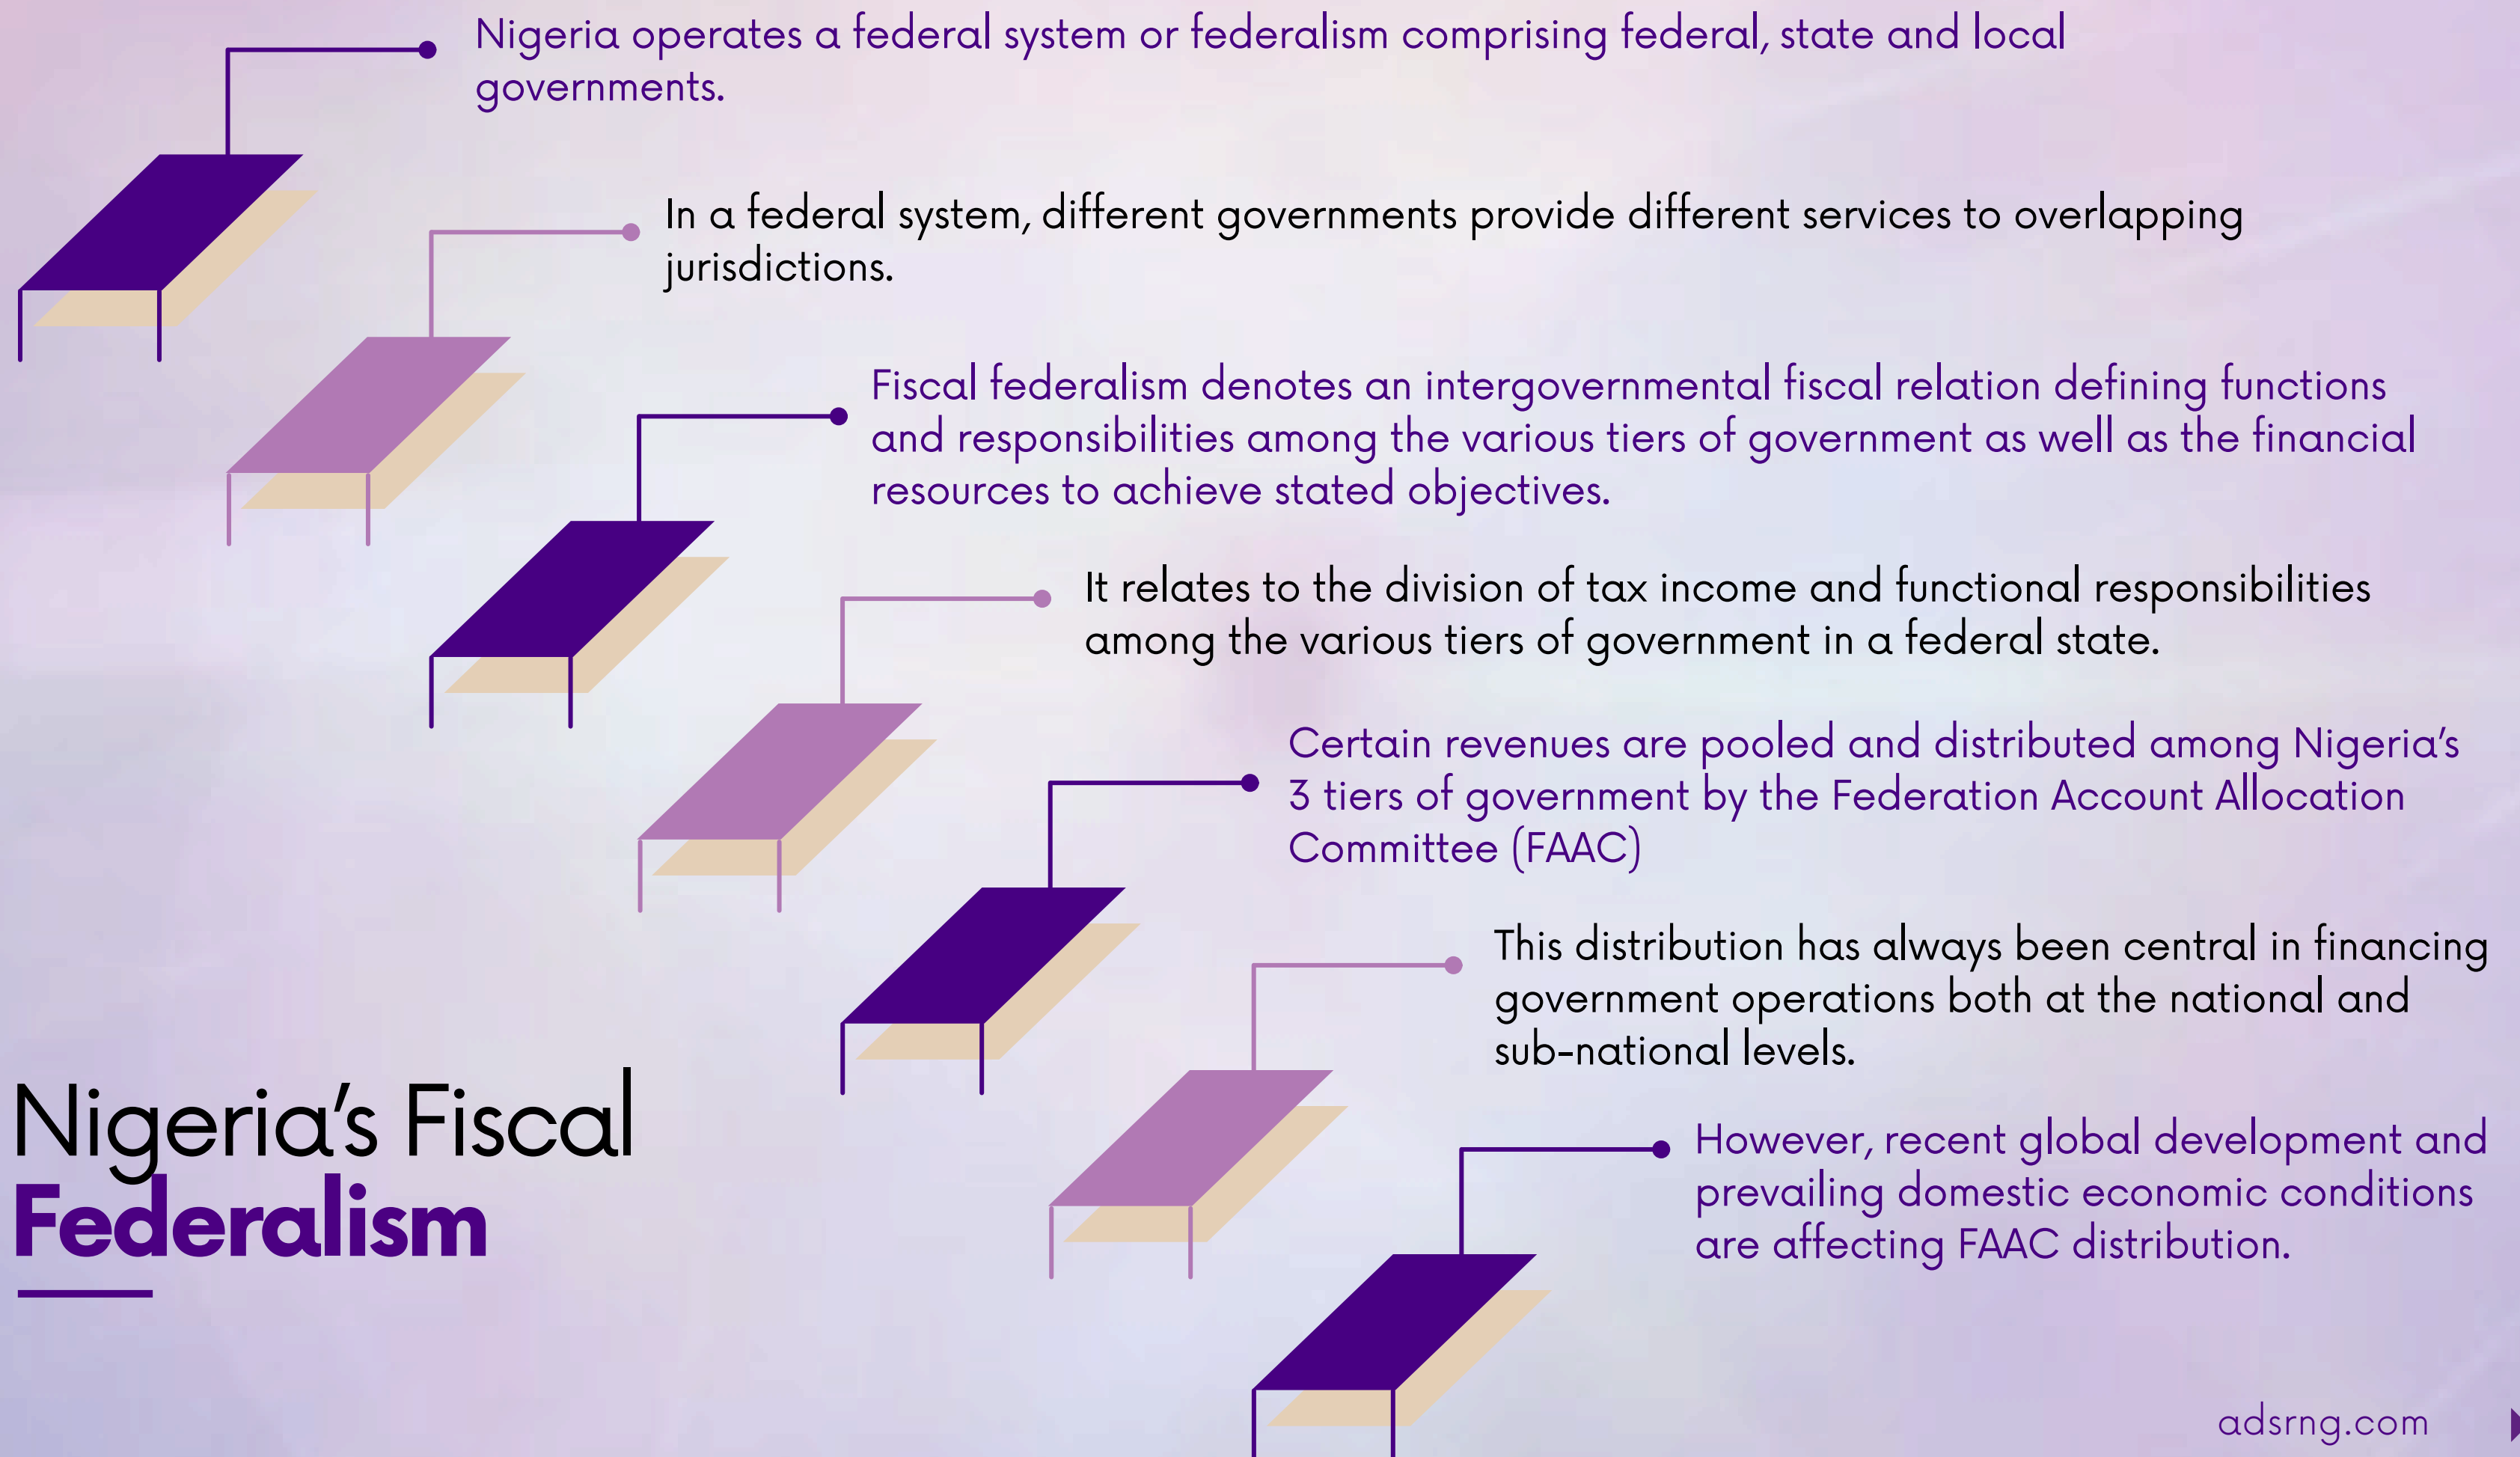 Nigeria operates a federal system or federalism comprising federal, state and local
governments.
In a federal system, different governments provide different services to overlapping
jurisdictions.
Fiscal federalism denotes an intergovernmental fiscal relation defining functions
and responsibilities among the various tiers of government as well as the financial
resources to achieve stated objectives.
It relates to the division of tax income and functional responsibilities
among the various tiers of government in a federal state.
Certain revenues are pooled and distributed among Nigeria’s
3 tiers of government by the Federation Account Allocation
Committee (FAAC)
This distribution has always been central in financing
government operations both at the national and
sub-national levels.
However, recent global development and
prevailing domestic economic conditions
are affecting FAAC distribution.
Nigeria’s Fiscal
Federalism
adsrng.com